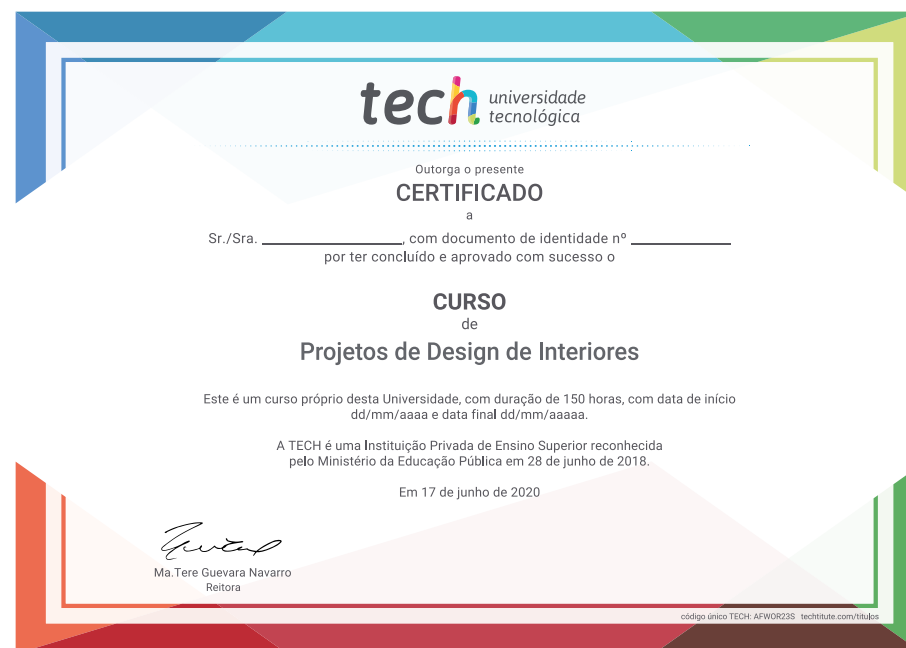 tech universidade
tecnológica
Outorga o presente
CERTIFICADO
a
Sr./Sra. ____________________, com documento de identidade nº ______________
por ter concluído e aprovado com sucesso o
CURSO
de
Projetos de Design de Interiores
Este é um curso próprio desta Universidade, com duração de 150 horas, com data de início
dd/mm/aaaa e data final dd/mm/aaaaa.
A TECH é uma Instituição Privada de Ensino Superior reconhecida
pelo Ministério da Educação Pública em 28 de junho de 2018.
Em 17 de junho de 2020
Ma.Tere Guevara Navarro
Reitora
código único TECH: AFWOR23S techtitute.com/titulos